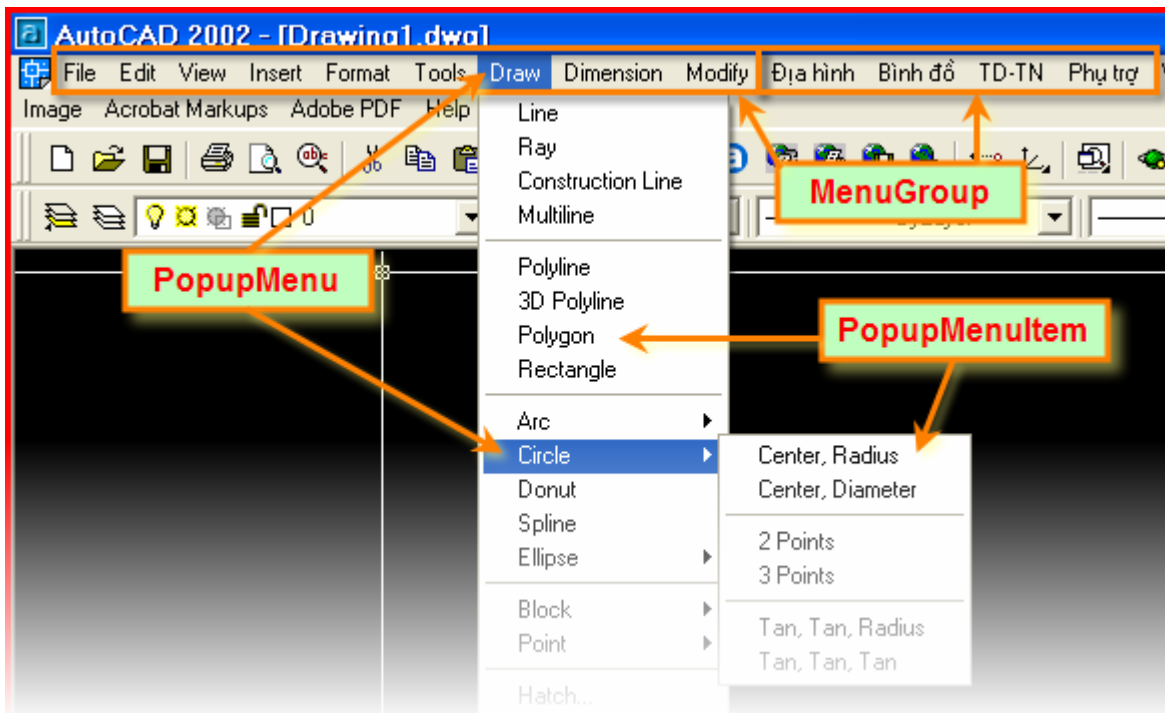 AutoCAD 2002 - [Drawing1.dwg]
File Edit View Insert Format Tools Draw Dimension Modify Địa hình Bình đồ TD-TN Phụ trợ
Image Acrobat Markups Adobe PDF Help
Line
Ray
Construction Line
Multiline
MenuGroup
0
PopupMenu
Polyline
3D Polyline
Polygon
Rectangle
PopupMenuItem
Arc
Circle
Donut
Spline
Ellipse
Block
Point
Hatch...
Center, Radius
Center, Diameter
2 Points
3 Points
Tan, Tan, Radius
Tan, Tan, Tan